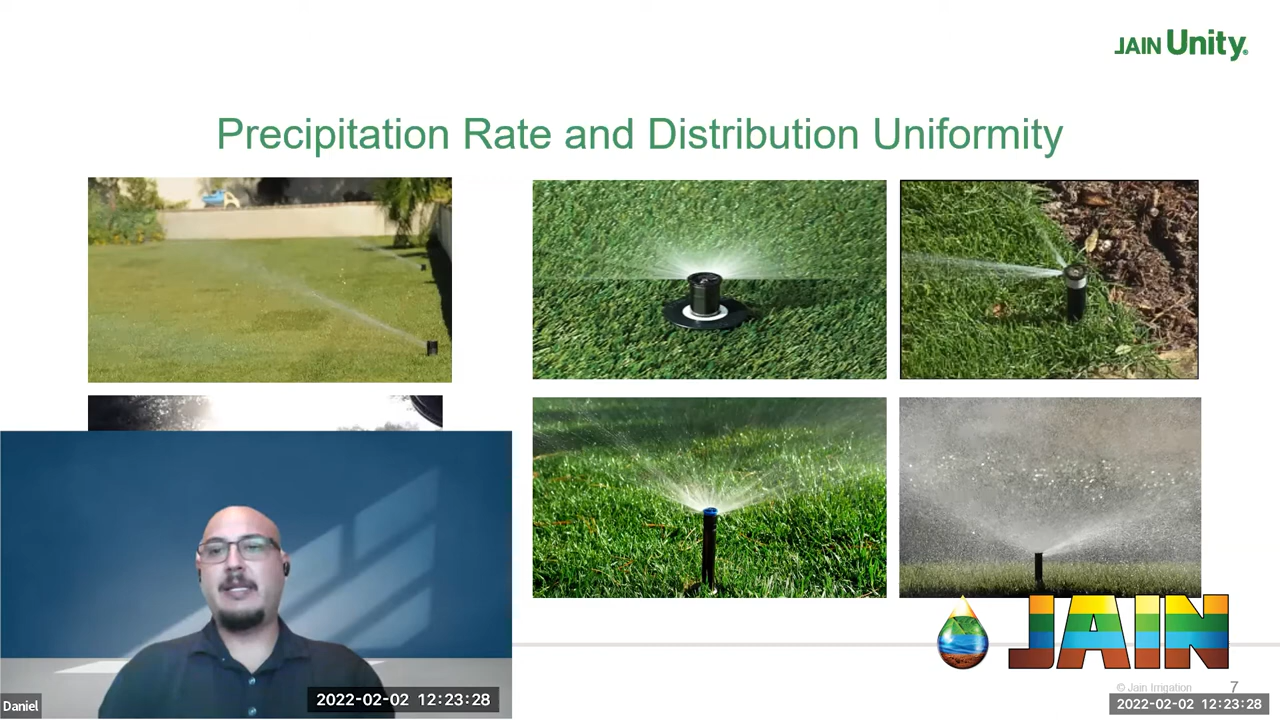 JAIN Unity®
Precipitation Rate and Distribution Uniformity
JAIN
© Jain Irrigation
7
Daniel
2022-02-02 12:23:28
2022-02-02 12:23:28